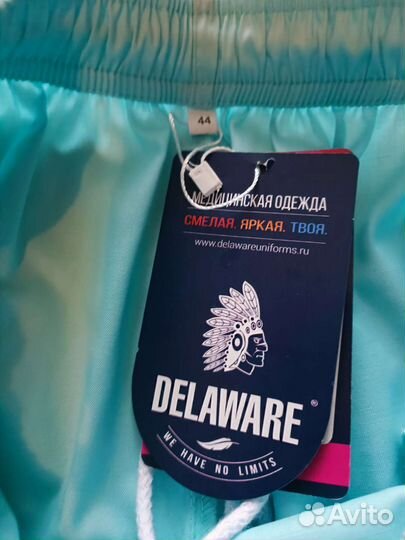 44
МЕДИЦИНСКАЯ ОДЕЖДА
СМЕЛАЯ. ЯРКАЯ. ТВОЯ.
www.delawareuniforms.ru
DELAWARE ®
WE HAVE NO LIMITS
Avito